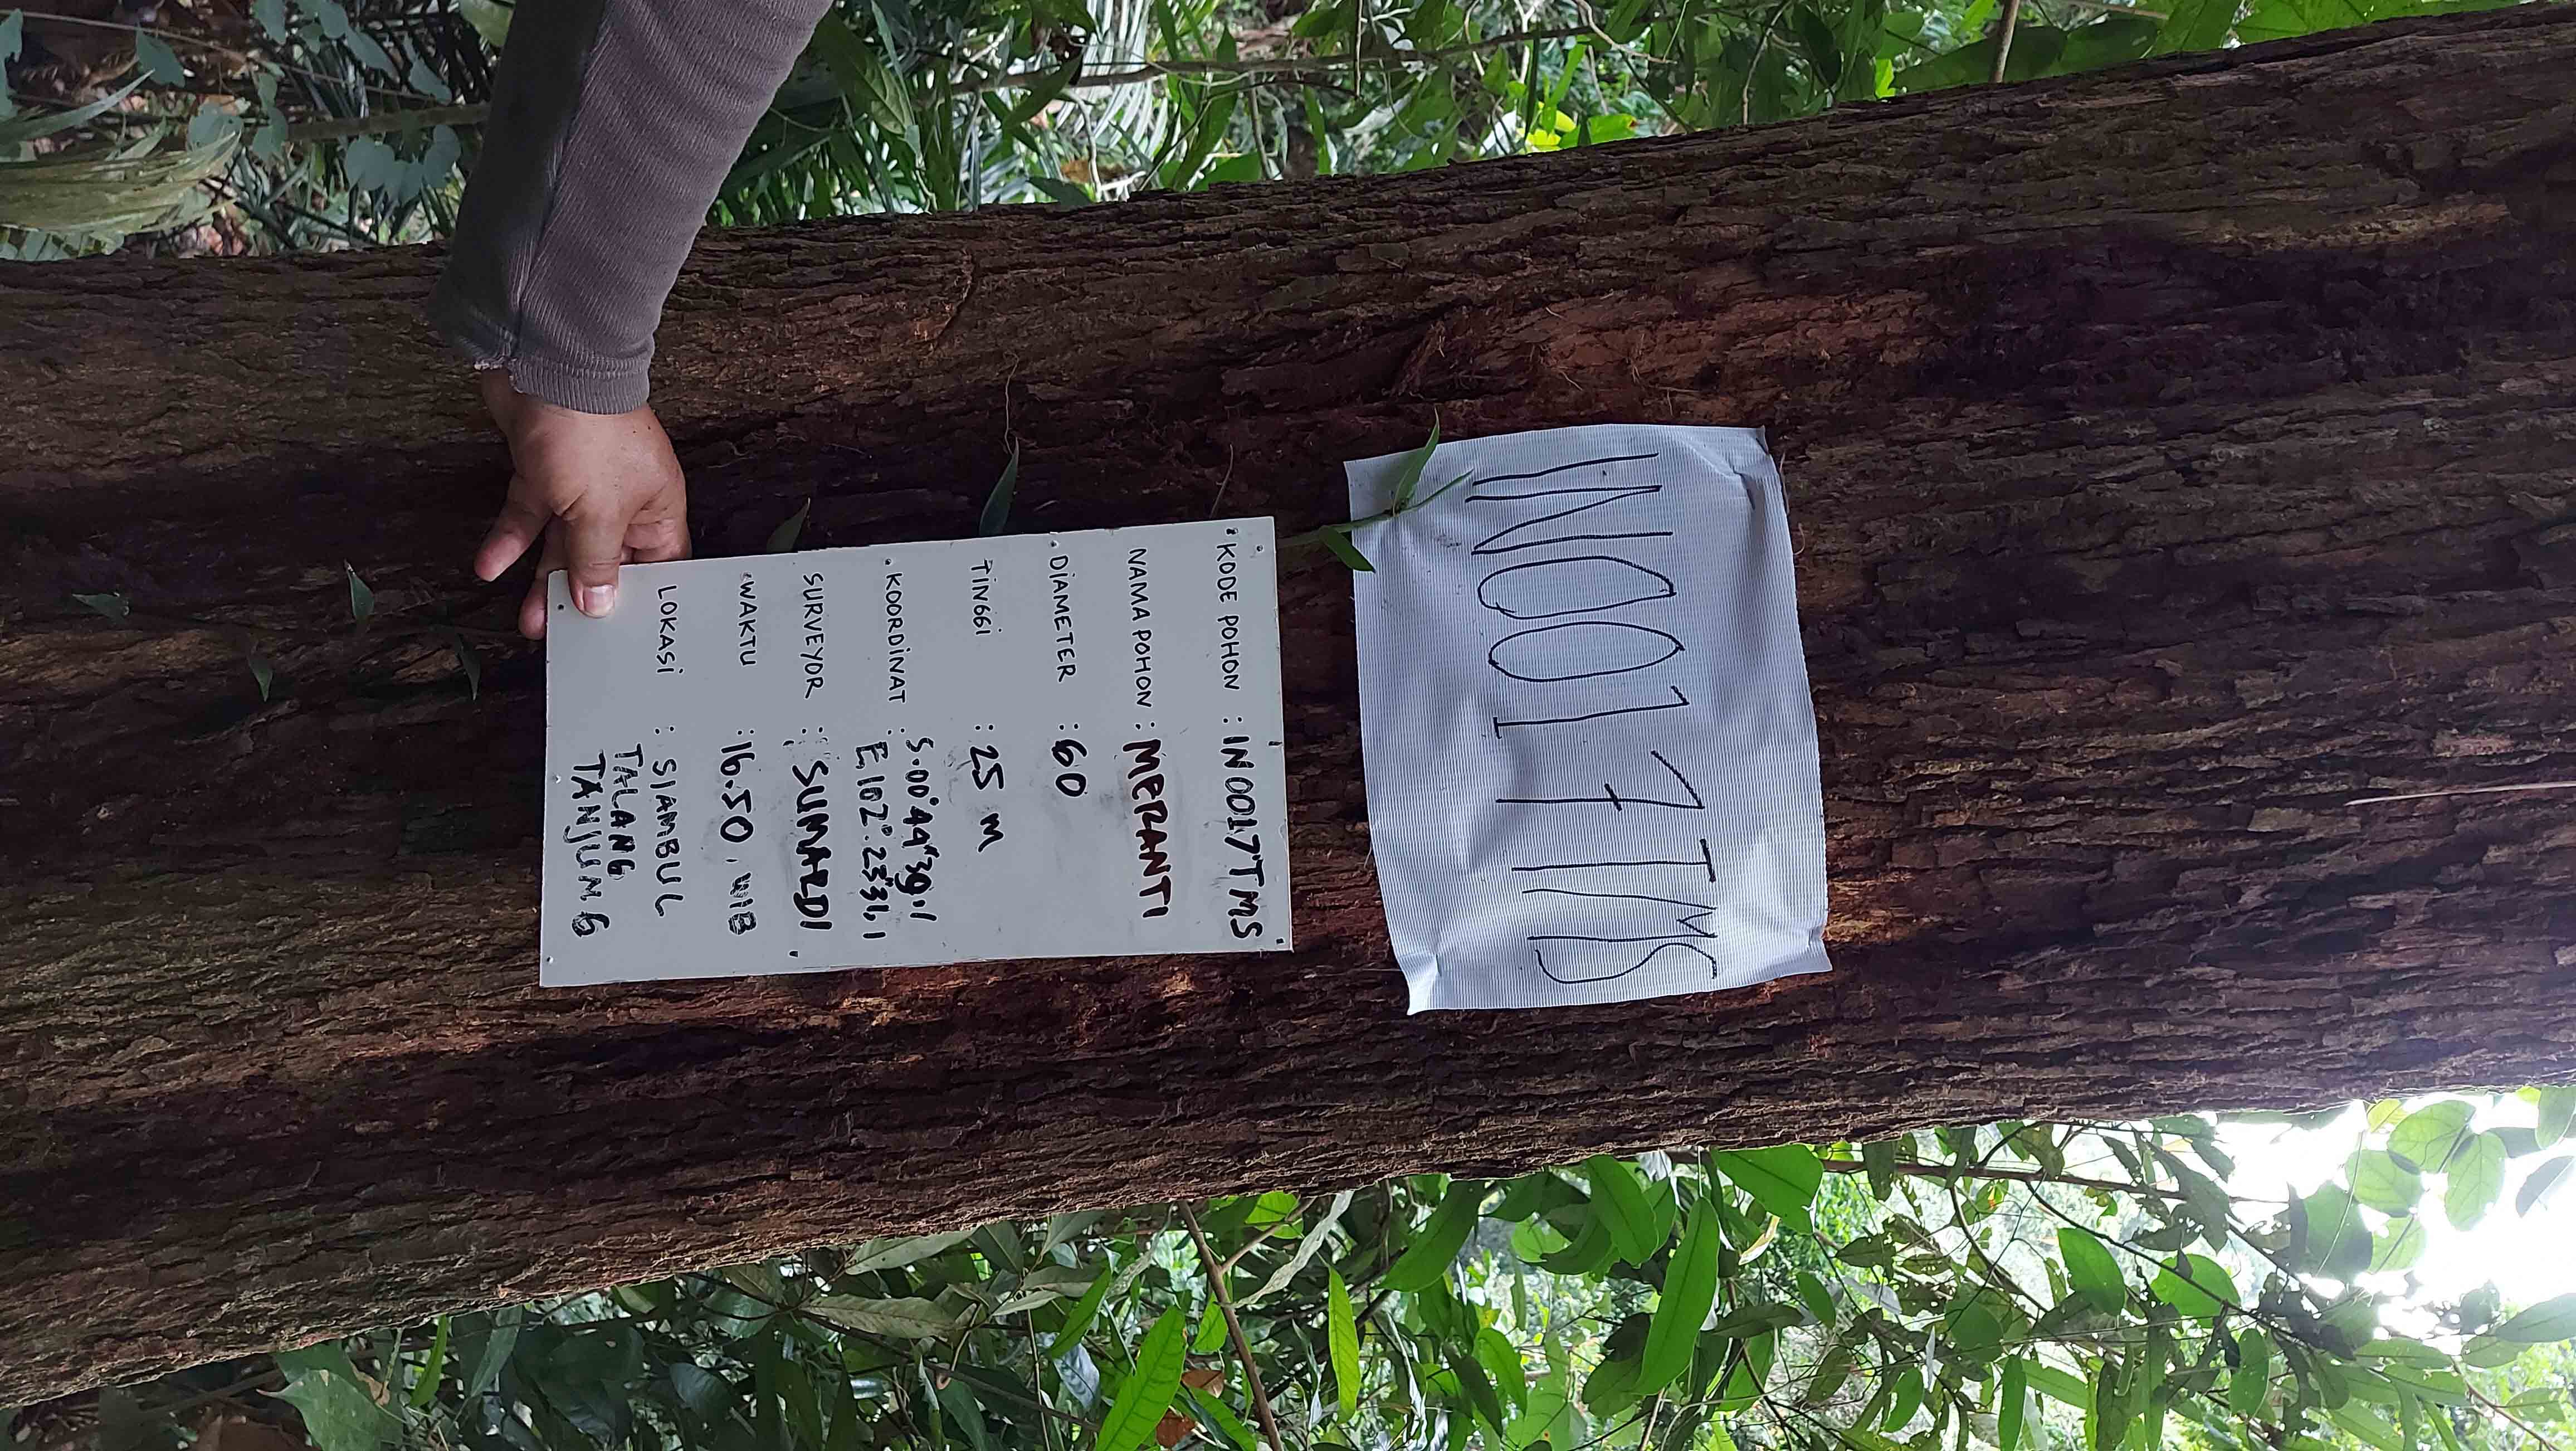 IN0017TMS
KODE POHON : IN0017TMS
NAMA POHON : MERANTI
DIAMETER : 60
TINGGI : 25 M
KOORDINAT : S.00°44"39.1
E 102°.23"31.1
SURVEYOR : SUMARDI
WAKTU : 16.50. WIB
LOKASI : SIAMBUL
TALANG
TANJUNG